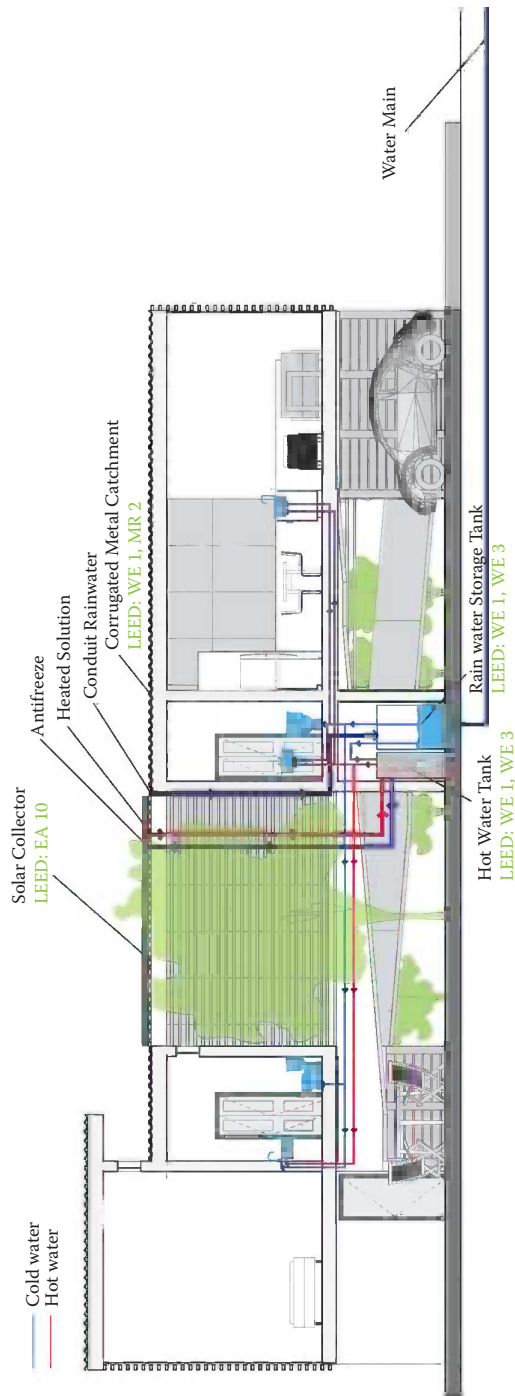 Cold water
Hot water
Solar Collector
LEED: EA 10
Antifreeze
Heated Solution
Conduit Rainwater
Corrugated Metal Catchment
LEED: WE 1, MR 2
Hot Water Tank
LEED: WE 1, WE 3
Rain water Storage Tank
LEED: WE 1, WE 3
Water Main